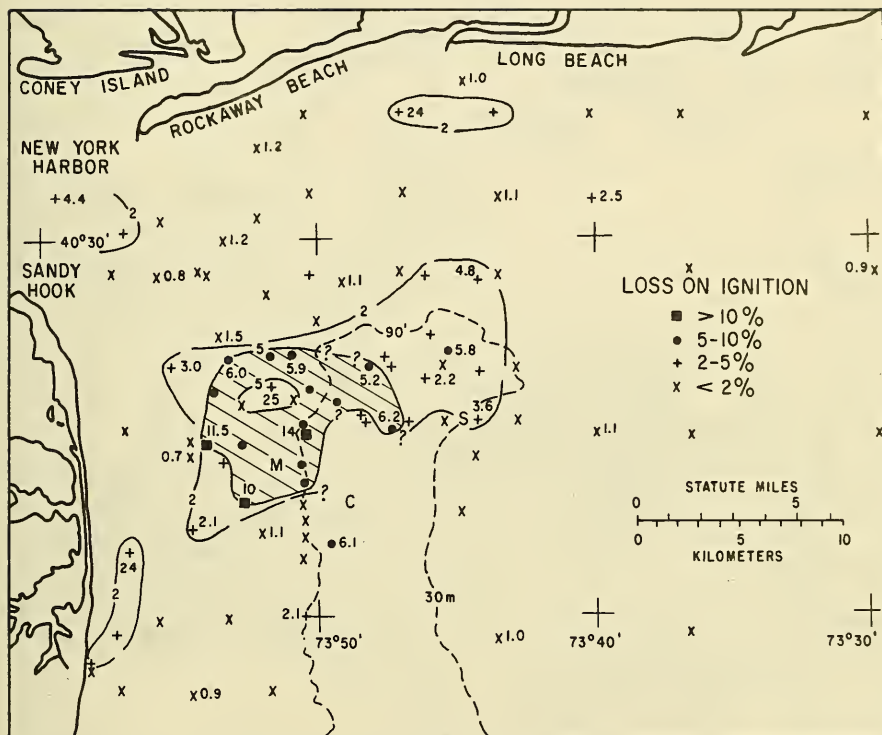 CONEY ISLAND
ROCKAWAY BEACH
LONG BEACH
x1.0
+24
2
x1.2
NEW YORK
HARBOR
+4.4
2
x1.1
+2.5
40°30'
x1.2
SANDY
HOOK
x0.8
x1.1
4.8
0.9x
2
LOSS ON IGNITION
■ >10%
● 5-10%
+ 2-5%
x <2%
x1.5
90'
5
?
5.9
?
5.8
+3.0
6.0
5.2
+2.2
5
25
?
6.2
?
S
3.6
11.5
14
x1.1
0.7x
M
STATUTE MILES
5
0
5
10
KILOMETERS
10
?
2
C
2.1
x1.1
6.1
24
2
30m
2.1
73°50'
73°40'
73°30'
x1.0
x0.9